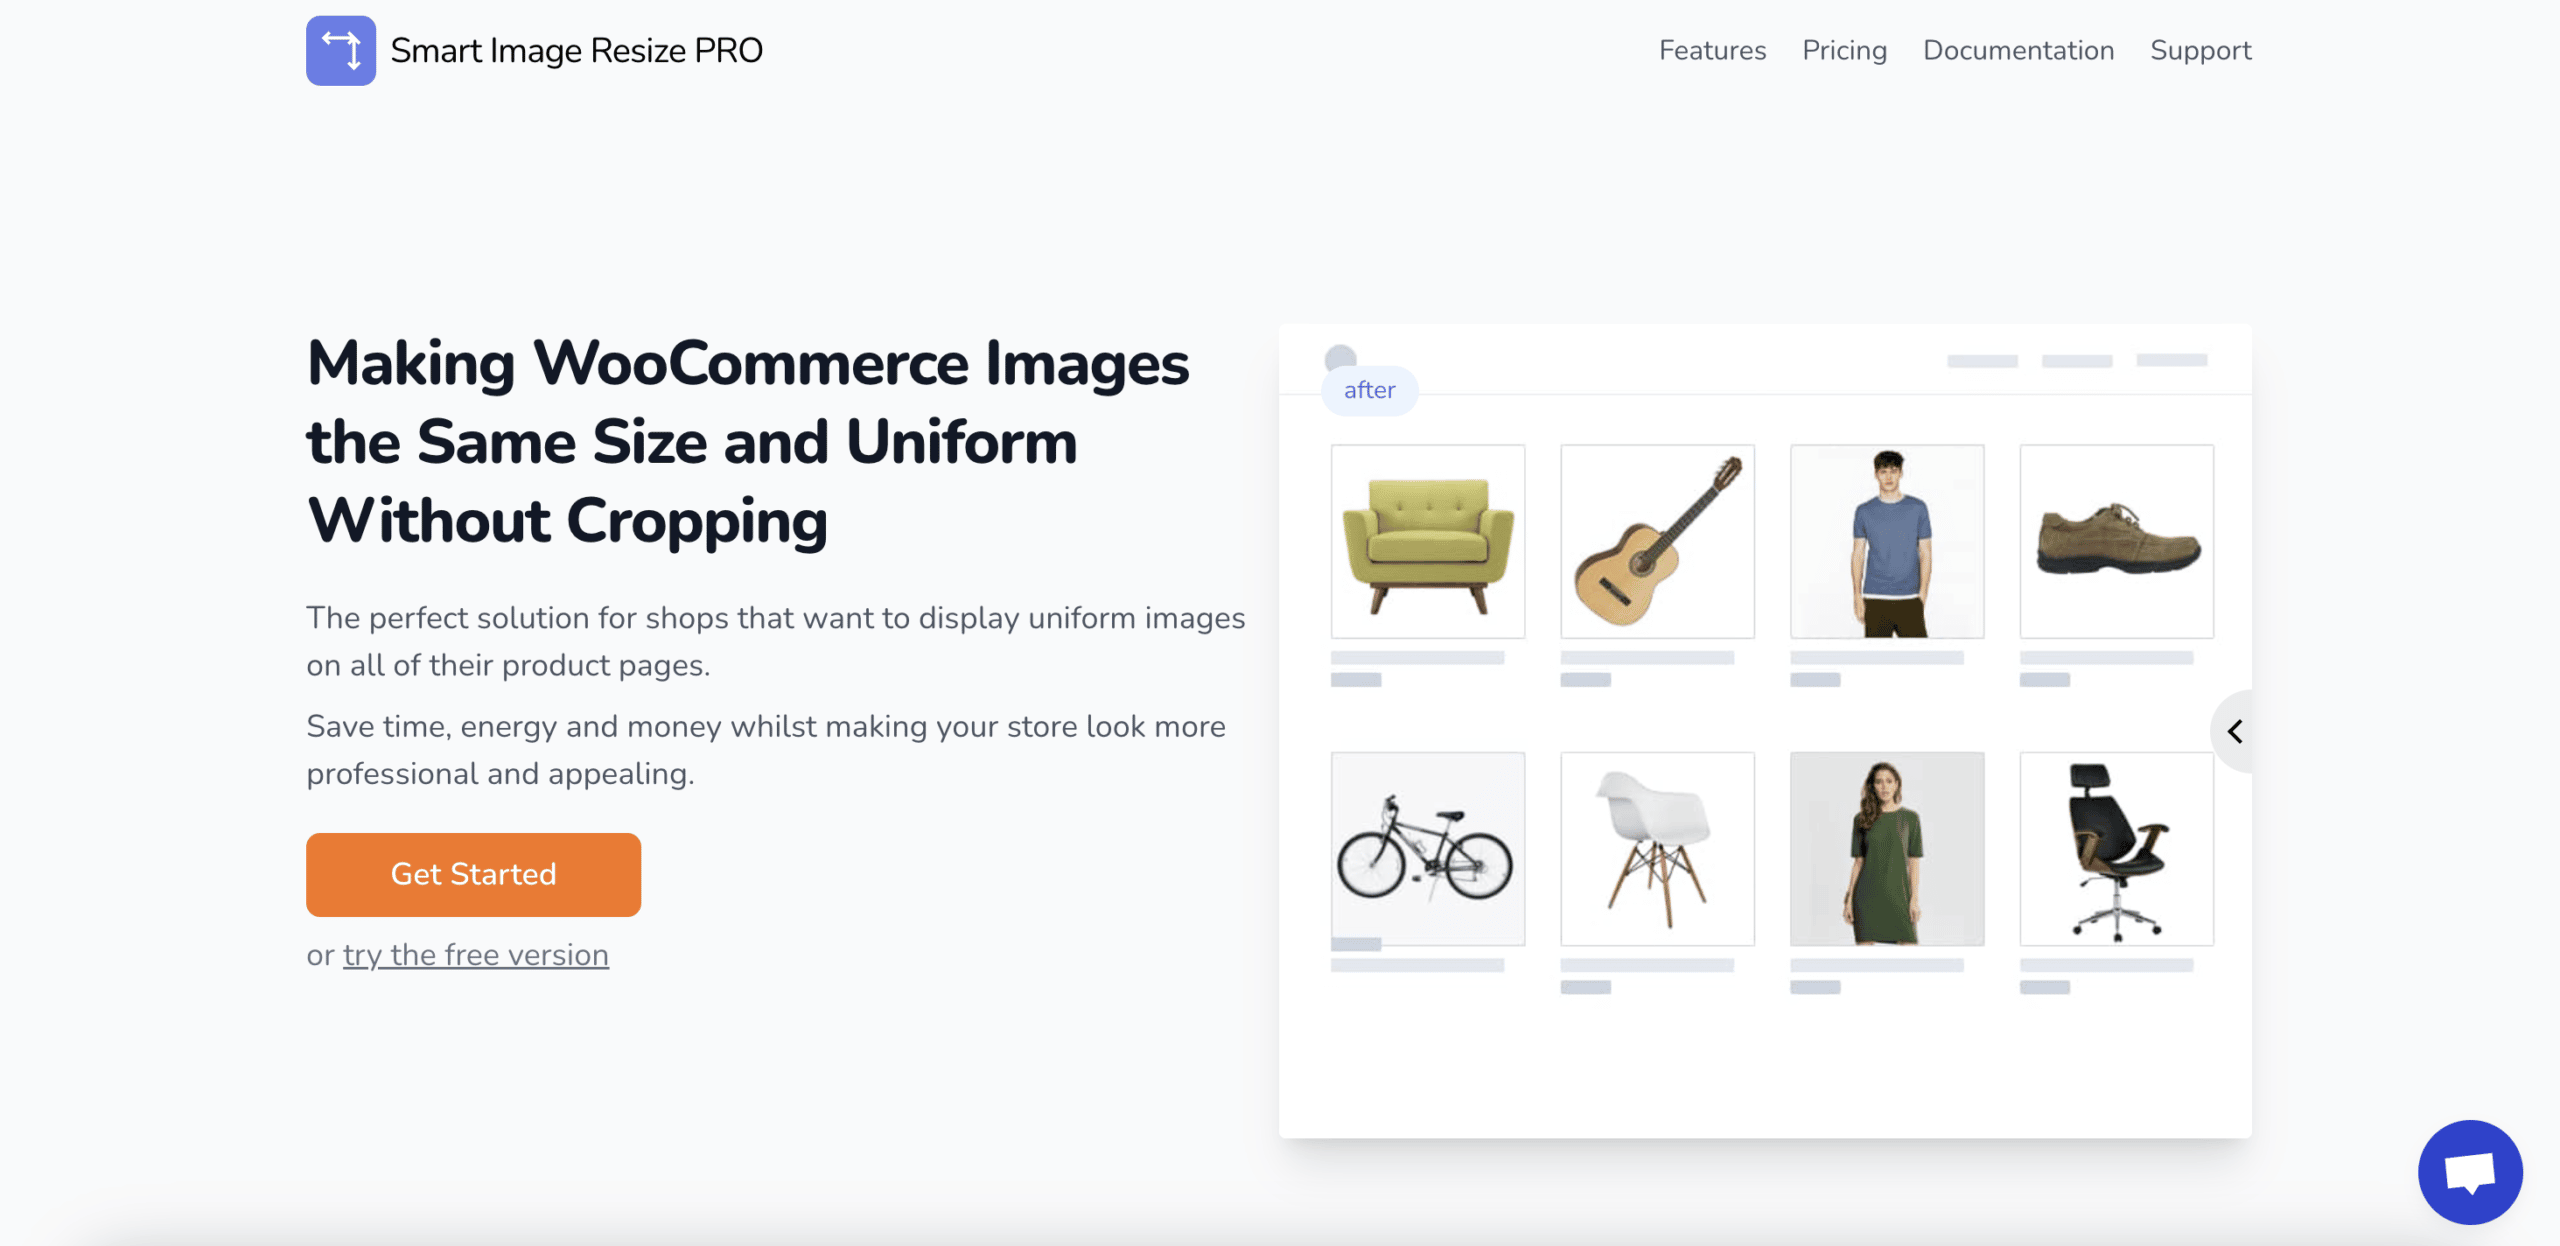 Smart Image Resize PRO
Features Pricing Documentation Support
Making WooCommerce Images
the Same Size and Uniform
Without Cropping
The perfect solution for shops that want to display uniform images
on all of their product pages.
Save time, energy and money whilst making your store look more
professional and appealing.
Get Started
or try the free version
after